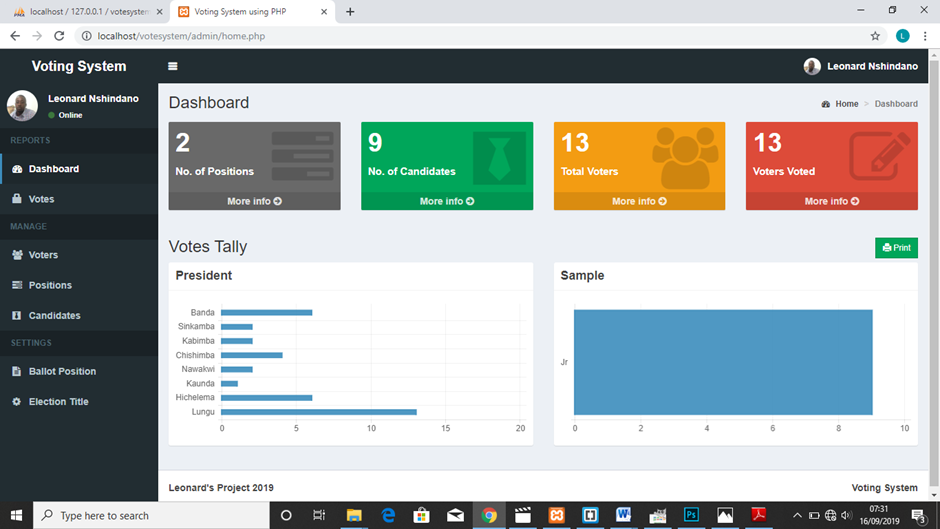 localhost / 127.0.0.1 / votesystem
Voting System using PHP
localhost/votesystem/admin/home.php
L
Voting System
Leonard Nshindano
Leonard Nshindano
Online
REPORTS
Dashboard
Votes
MANAGE
Voters
Positions
Candidates
SETTINGS
Ballot Position
Election Title
Dashboard
Home > Dashboard
2
No. of Positions
More info
9
No. of Candidates
More info
13
Total Voters
More info
13
Voters Voted
More info
Votes Tally
Print
President
Banda
Sinkamba
Kabimba
Chishimba
Nawakwi
Kaunda
Hichelema
Lungu
0 5 10 15 20
Sample
Jr
0 2 4 6 8 10
Leonard's Project 2019
Voting System
Type here to search
07:31
16/09/2019
3